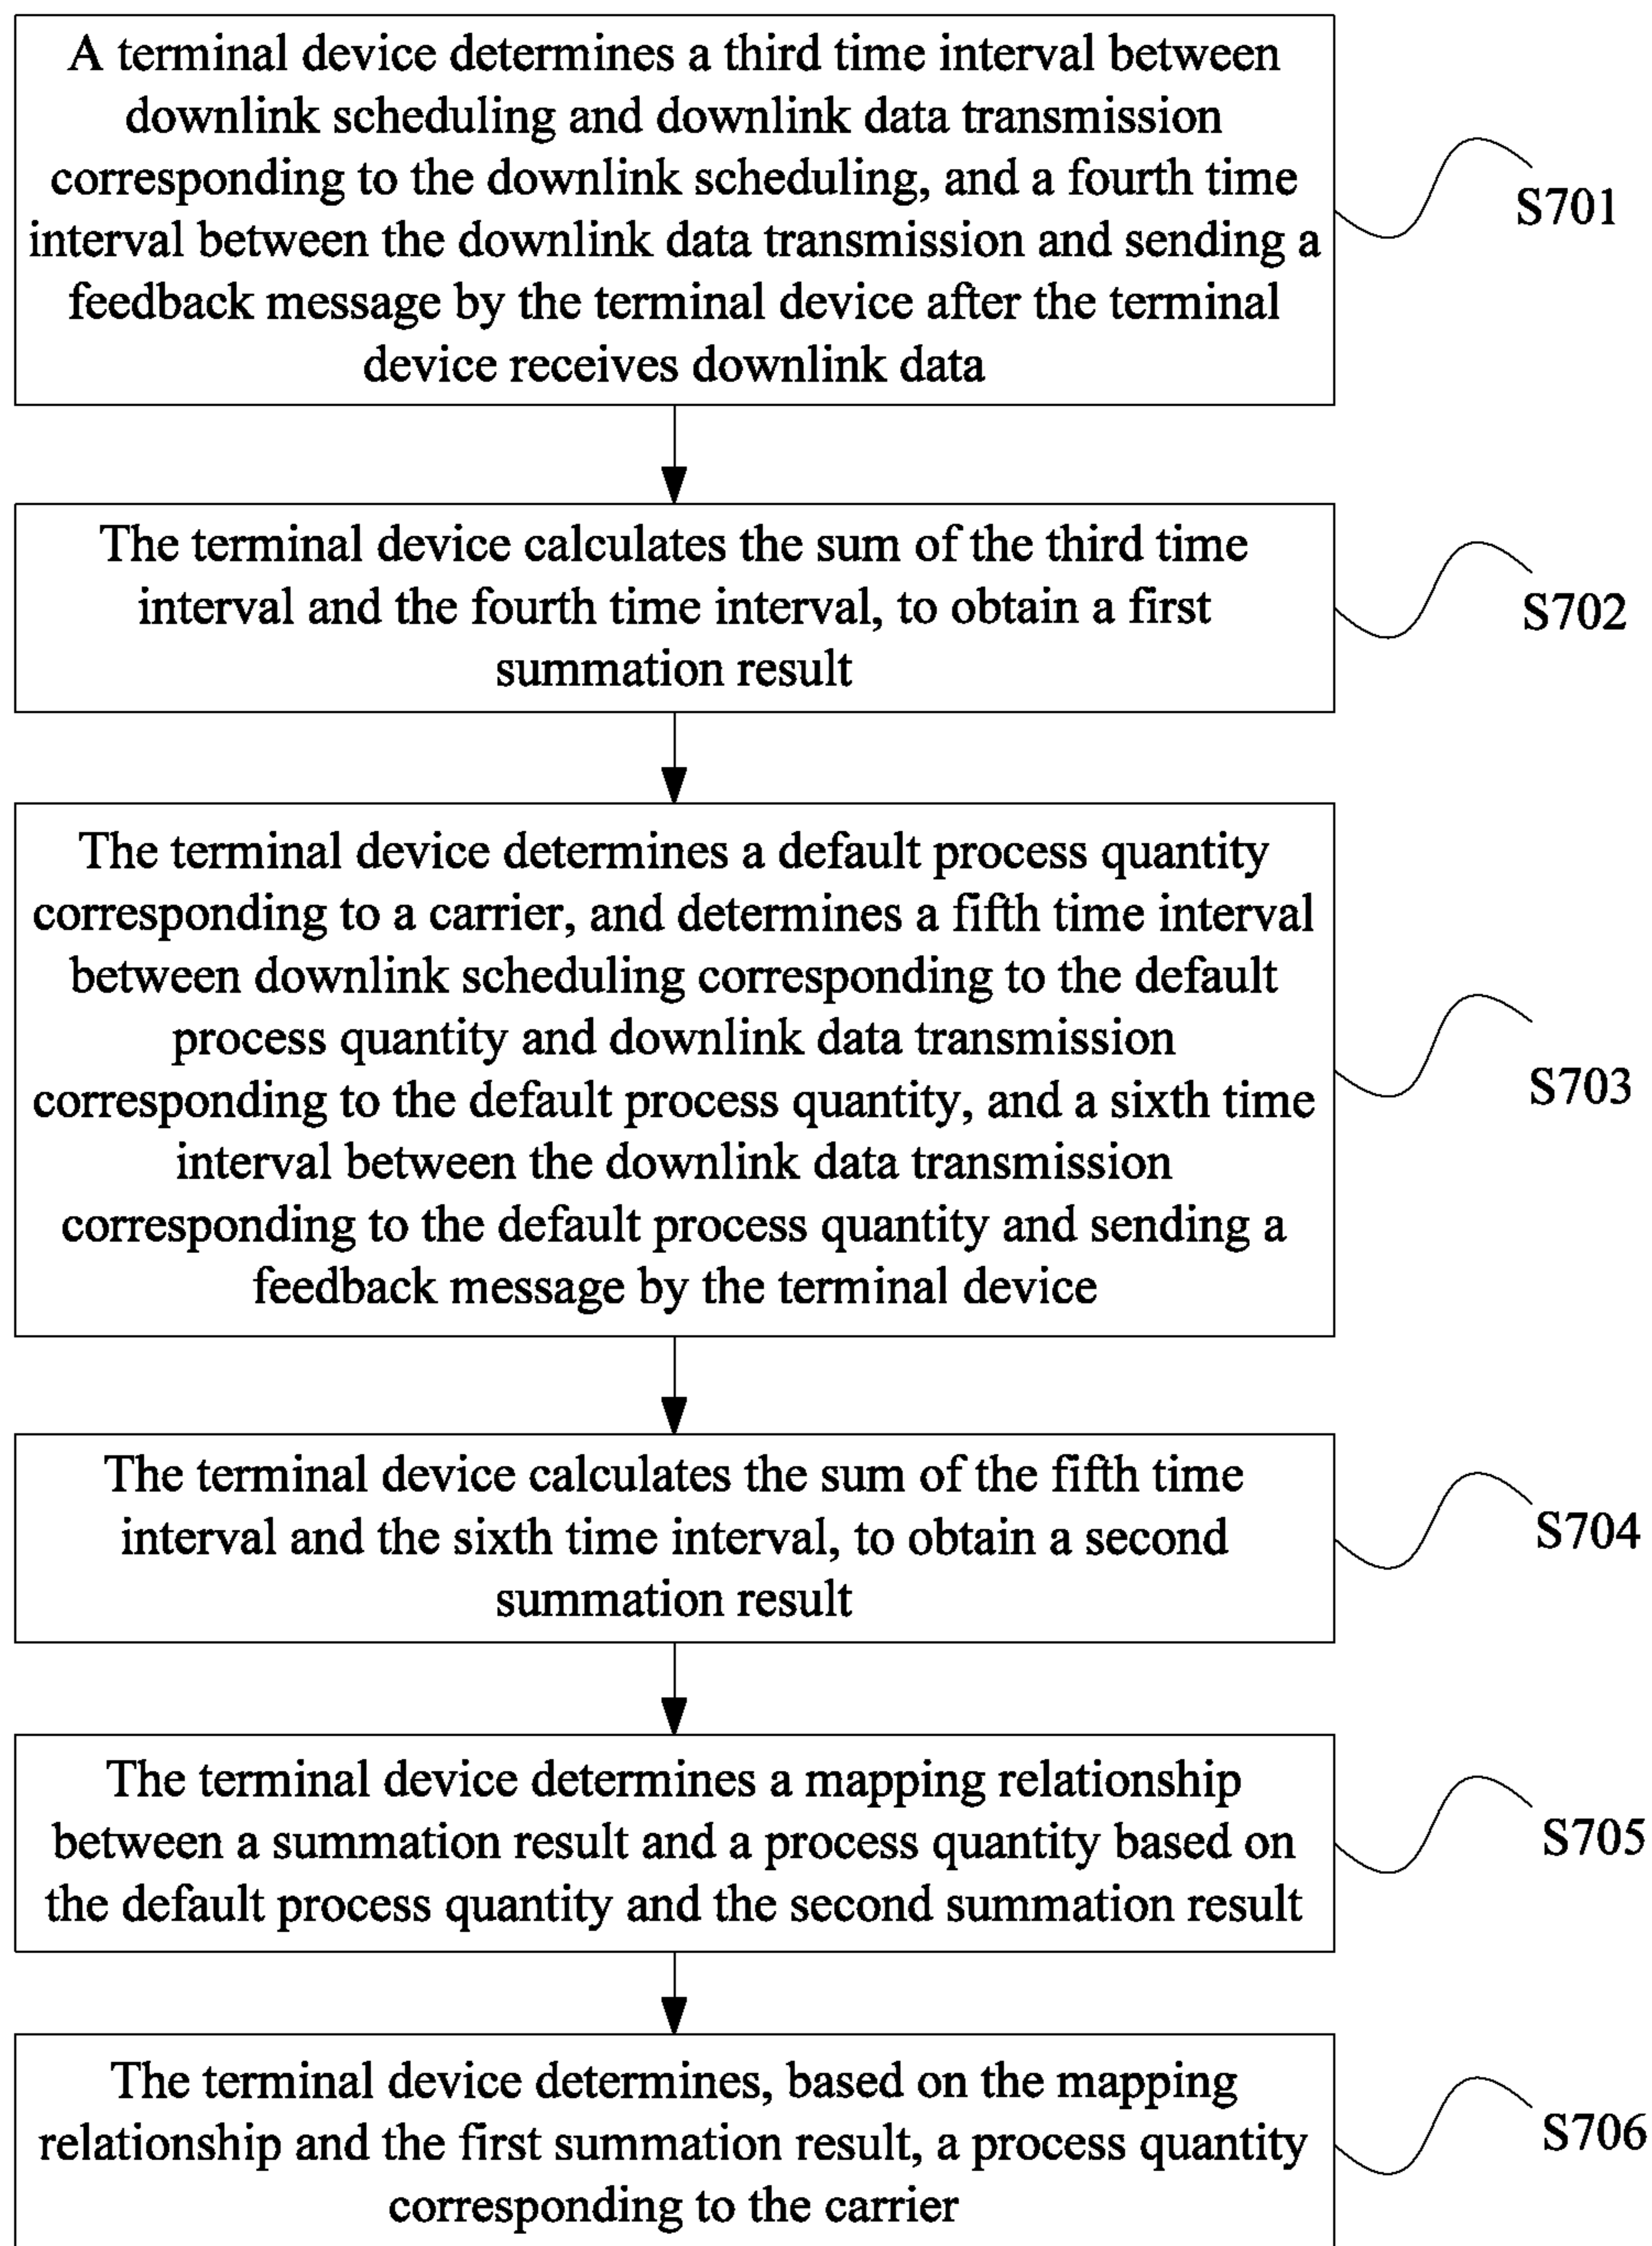 A terminal device determines a third time interval between
downlink scheduling and downlink data transmission
corresponding to the downlink scheduling, and a fourth time
interval between the downlink data transmission and sending a
feedback message by the terminal device after the terminal
device receives downlink data
S701
The terminal device calculates the sum of the third time
interval and the fourth time interval, to obtain a first
summation result
S702
The terminal device determines a default process quantity
corresponding to a carrier, and determines a fifth time interval
between downlink scheduling corresponding to the default
process quantity and downlink data transmission
corresponding to the default process quantity, and a sixth time
interval between the downlink data transmission
corresponding to the default process quantity and sending a
feedback message by the terminal device
S703
The terminal device calculates the sum of the fifth time
interval and the sixth time interval, to obtain a second
summation result
S704
The terminal device determines a mapping relationship
between a summation result and a process quantity based on
the default process quantity and the second summation result
S705
The terminal device determines, based on the mapping
relationship and the first summation result, a process quantity
corresponding to the carrier
S706